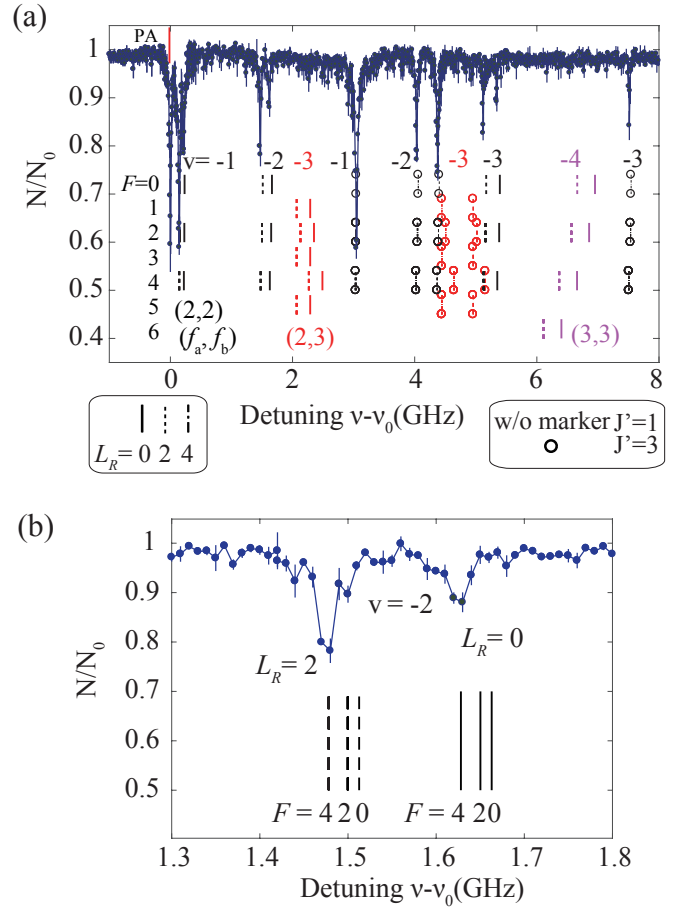 (a)
PA
1
0.9
0.8
0.7
0.6
0.5
0.4
N/N₀
v= -1 -2 -3 -1 -2 -3 -3 -4 -3
F=0
1
2
3
4
5
6
(2,2)
(fₐ, f_b)
(2,3)
(3,3)
0 2 4 6 8
Detuning ν-ν₀(GHz)
L_R= 0 2 4
w/o marker J'=1
J'=3
(b)
1
0.9
0.8
0.7
0.6
0.5
N/N₀
v= -2
L_R= 2
L_R= 0
F = 4 2 0
F = 4 2 0
1.3 1.4 1.5 1.6 1.7 1.8
Detuning ν-ν₀(GHz)